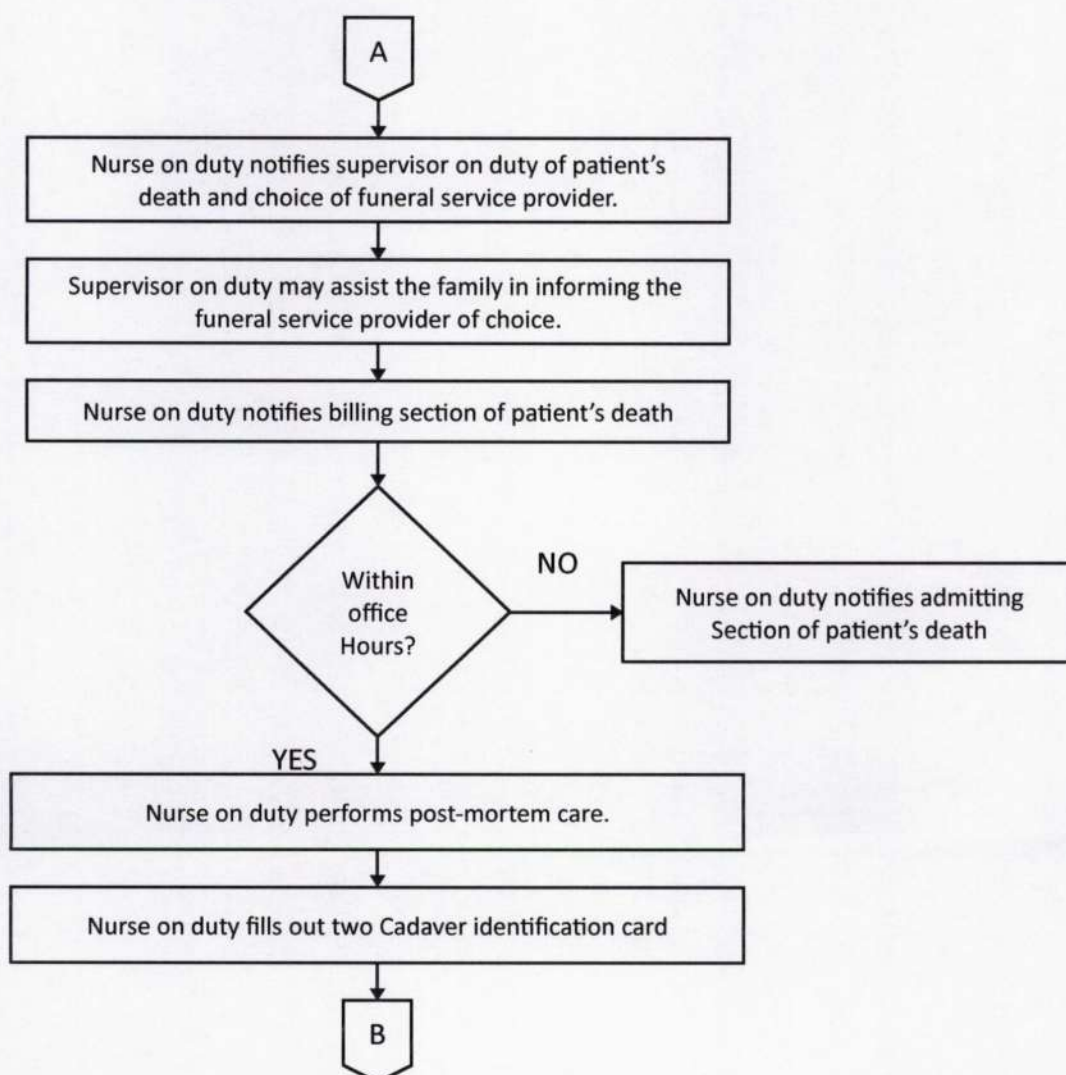 A
Nurse on duty notifies supervisor on duty of patient's
death and choice of funeral service provider.
Supervisor on duty may assist the family in informing the
funeral service provider of choice.
Nurse on duty notifies billing section of patient's death
Within
office
Hours?
NO
Nurse on duty notifies admitting
Section of patient's death
YES
Nurse on duty performs post-mortem care.
Nurse on duty fills out two Cadaver identification card
B